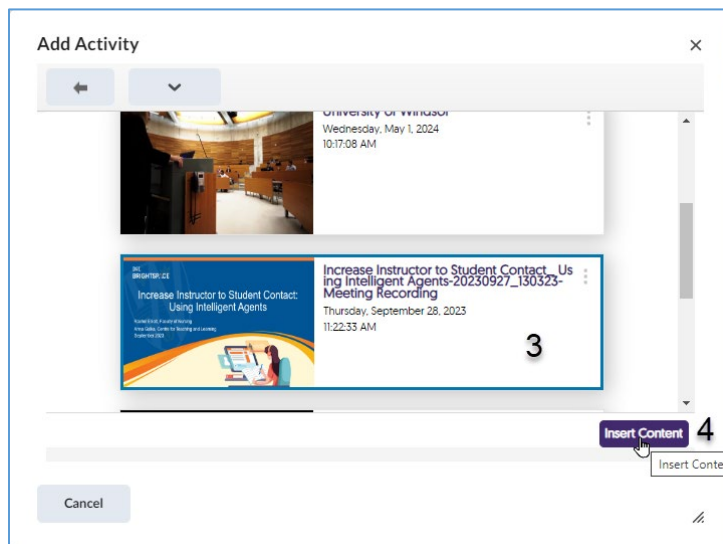 Add Activity
University of Windsor
Wednesday, May 1, 2024
10:17:08 AM
BRIGHTSPACE
Increase Instructor to Student Contact:
Using Intelligent Agents
September 2023
Increase Instructor to Student Contact_ Us
ing Intelligent Agents-20230927_130323-
Meeting Recording
Thursday, September 28, 2023
11:22:33 AM
3
Insert Content
4
Insert Conte
Cancel